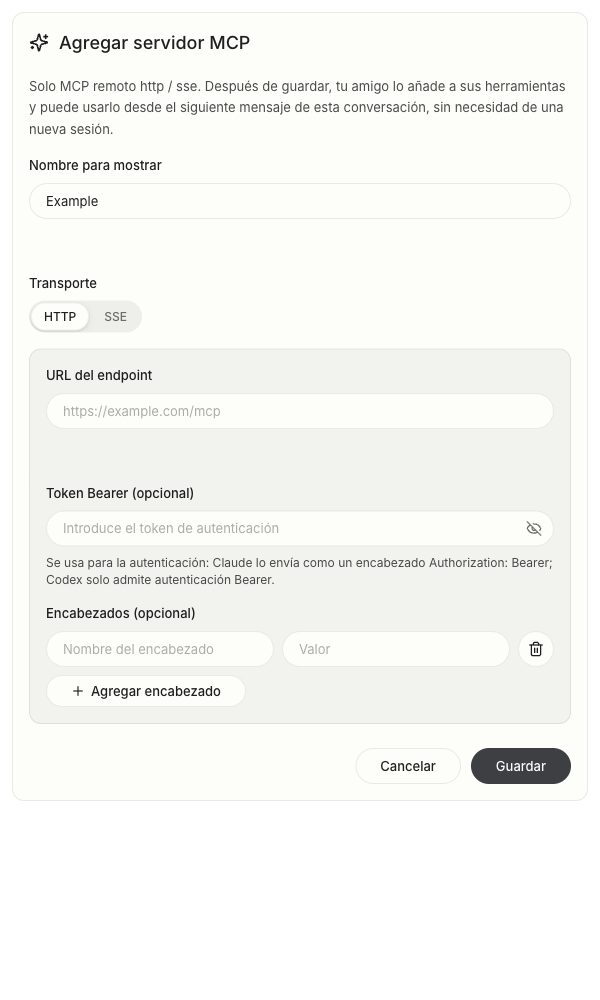 Agregar servidor MCP
Solo MCP remoto http / sse. Después de guardar, tu amigo lo añade a sus herramientas
y puede usarlo desde el siguiente mensaje de esta conversación, sin necesidad de una
nueva sesión.
Nombre para mostrar
Example
Transporte
HTTP SSE
URL del endpoint
https://example.com/mcp
Token Bearer (opcional)
Introduce el token de autenticación
Se usa para la autenticación: Claude lo envía como un encabezado Authorization: Bearer;
Codex solo admite autenticación Bearer.
Encabezados (opcional)
Nombre del encabezado Valor
Agregar encabezado
Cancelar Guardar